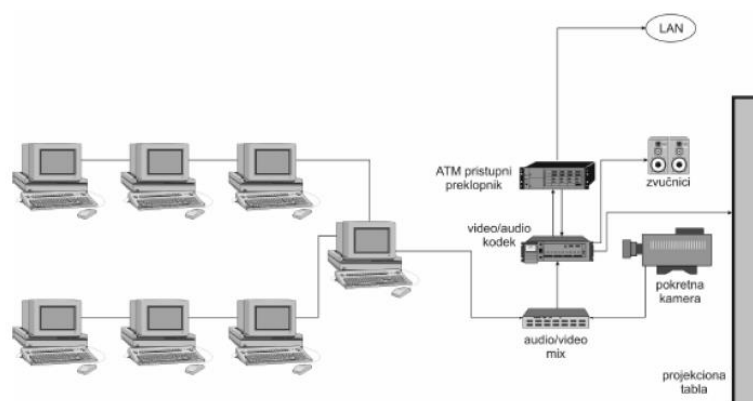 LAN
ATM pristupni
preklopnik
zvučnici
video/audio
kodek
pokretna
kamera
audio/video
mix
projekciona
tabla